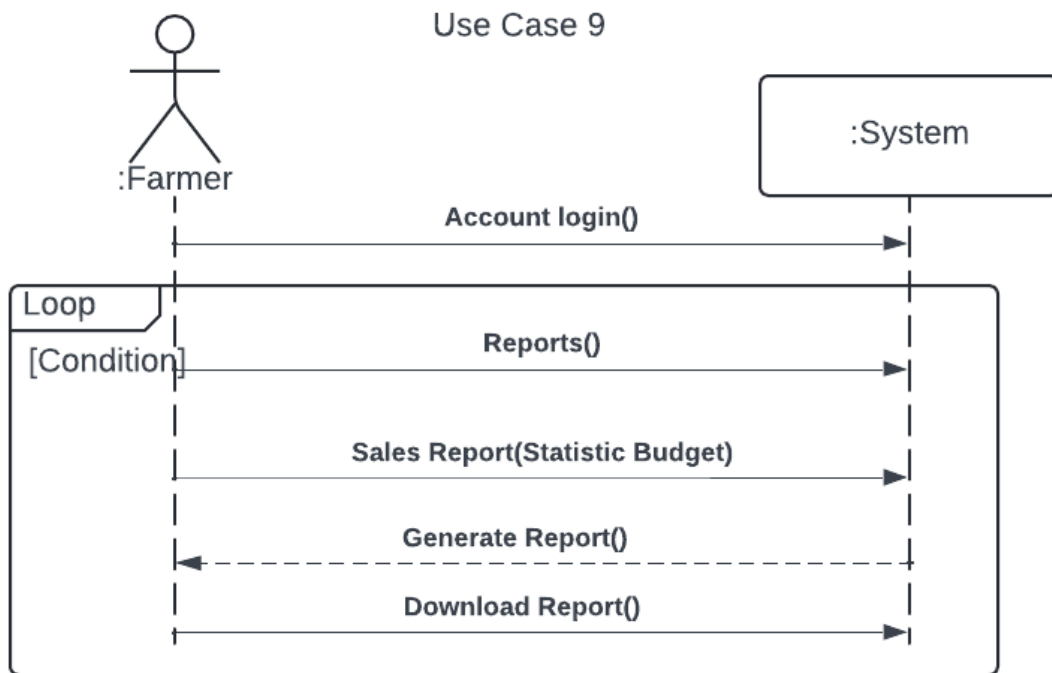 Use Case 9
:System
:Farmer
Account login()
Loop
[Condition]
Reports()
Sales Report(Statistic Budget)
Generate Report()
Download Report()